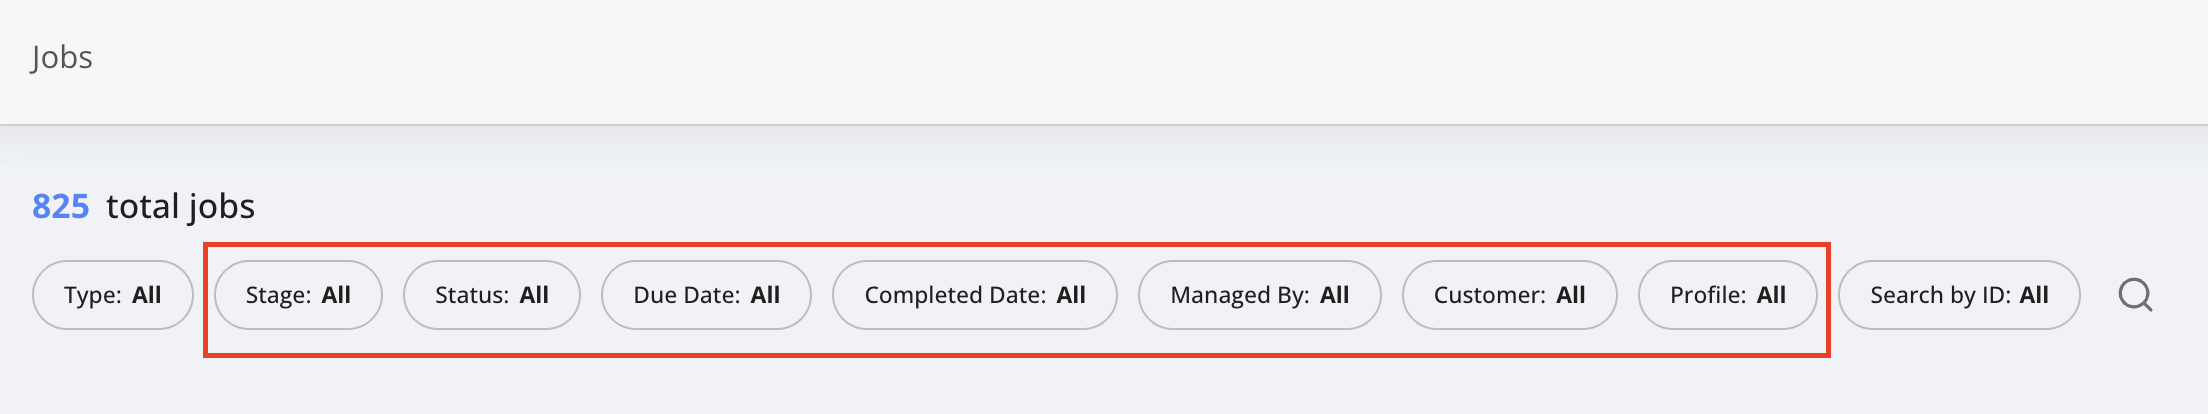 Jobs
825 total jobs
Type: All Stage: All Status: All Due Date: All Completed Date: All Managed By: All Customer: All Profile: All Search by ID: All